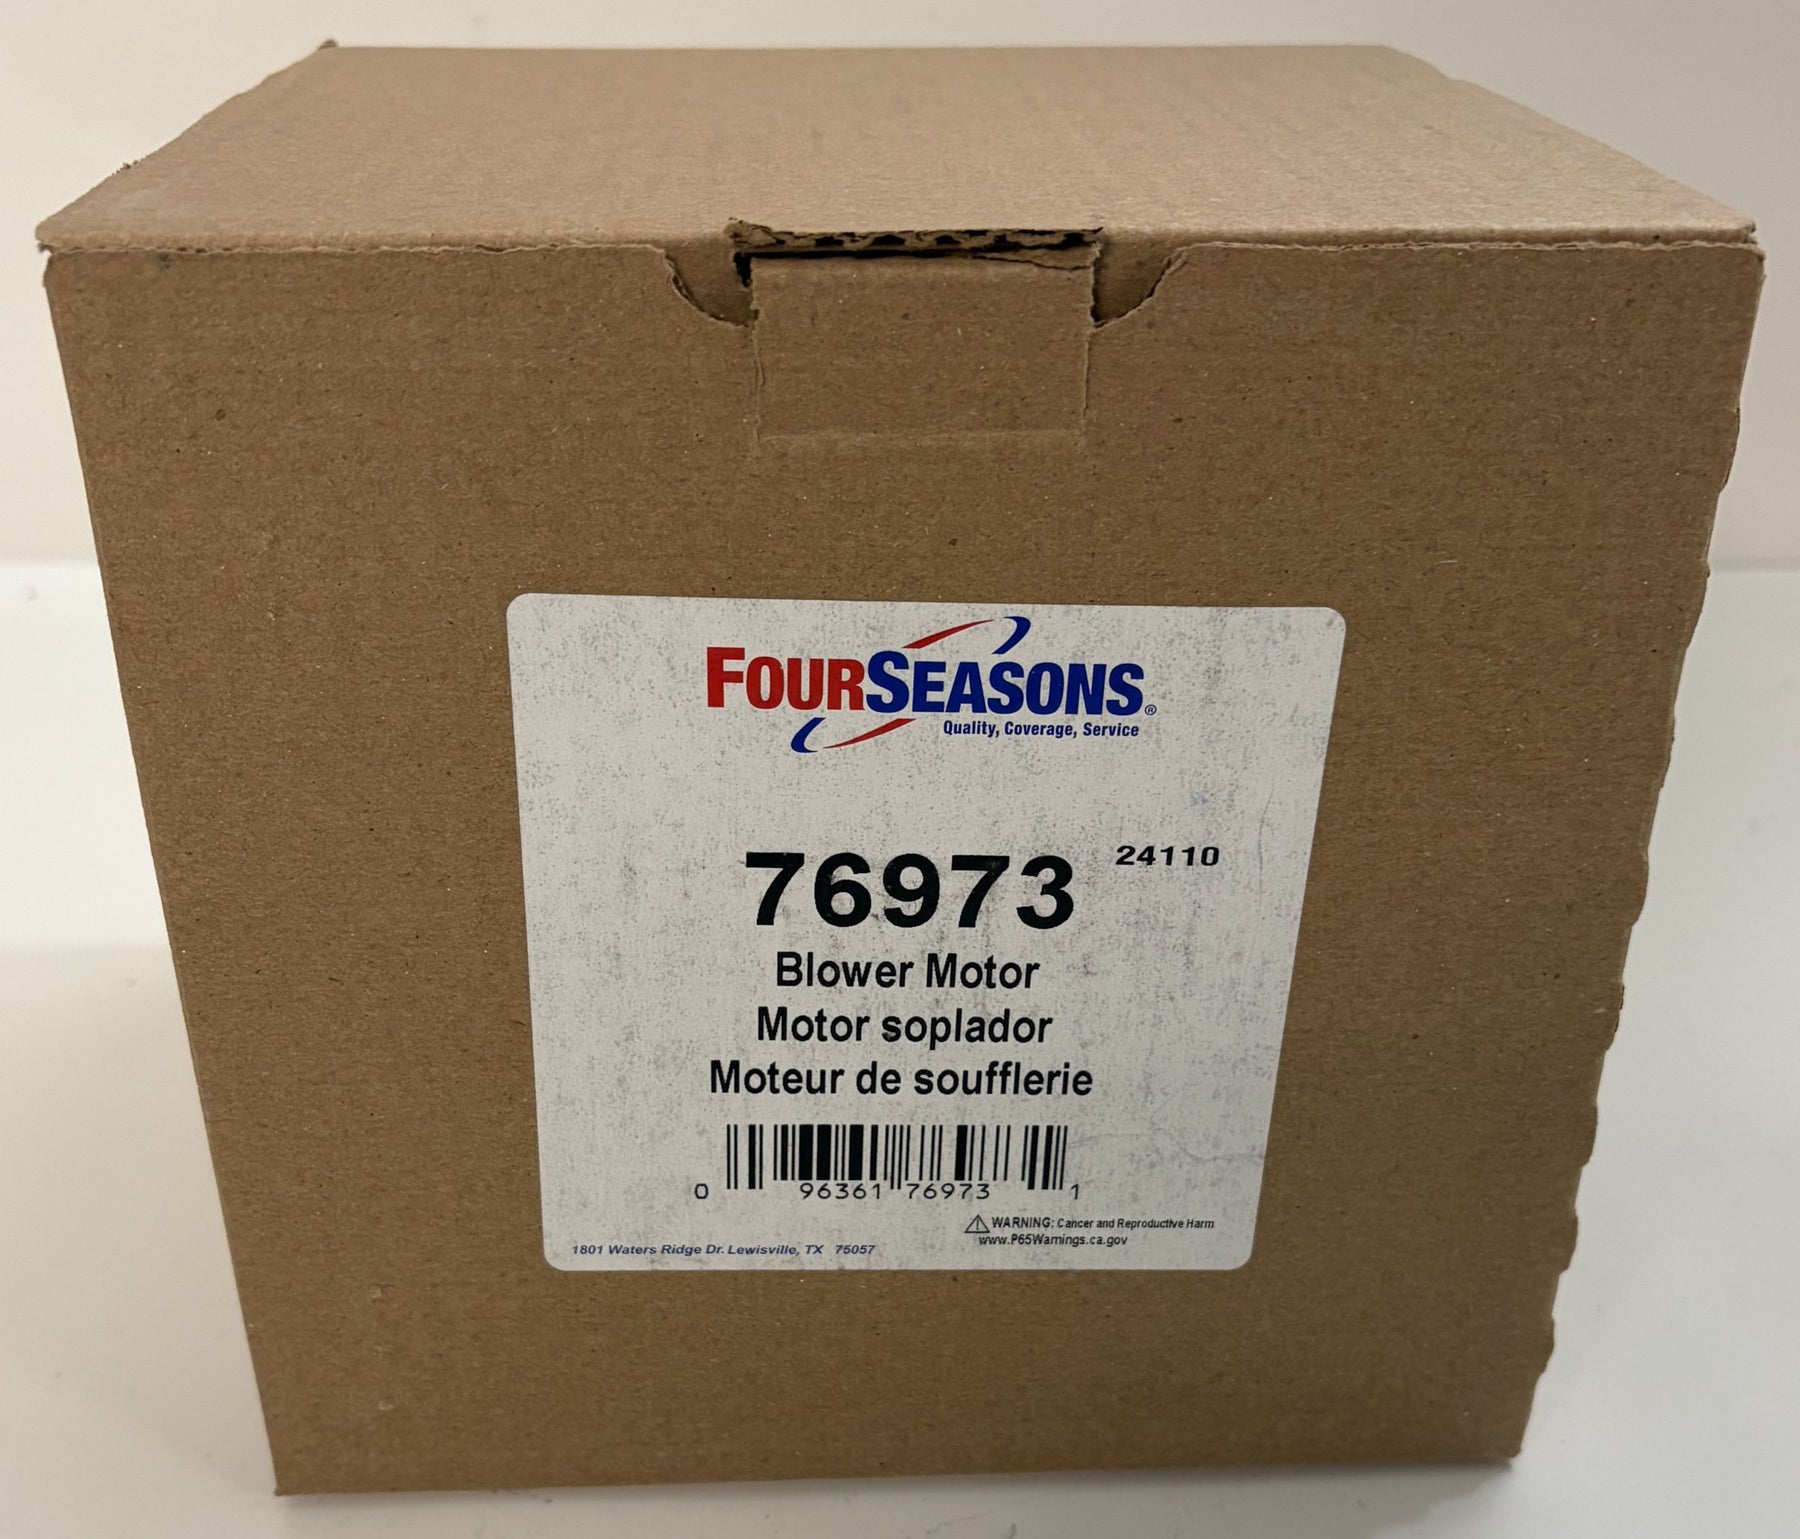 FOURSEASONS®
Quality, Coverage, Service
24110
76973
Blower Motor
Motor soplador
Moteur de soufflerie
0 96361 76973 1
⚠ WARNING: Cancer and Reproductive Harm
www.P65Warnings.ca.gov
1801 Waters Ridge Dr. Lewisville, TX 75057